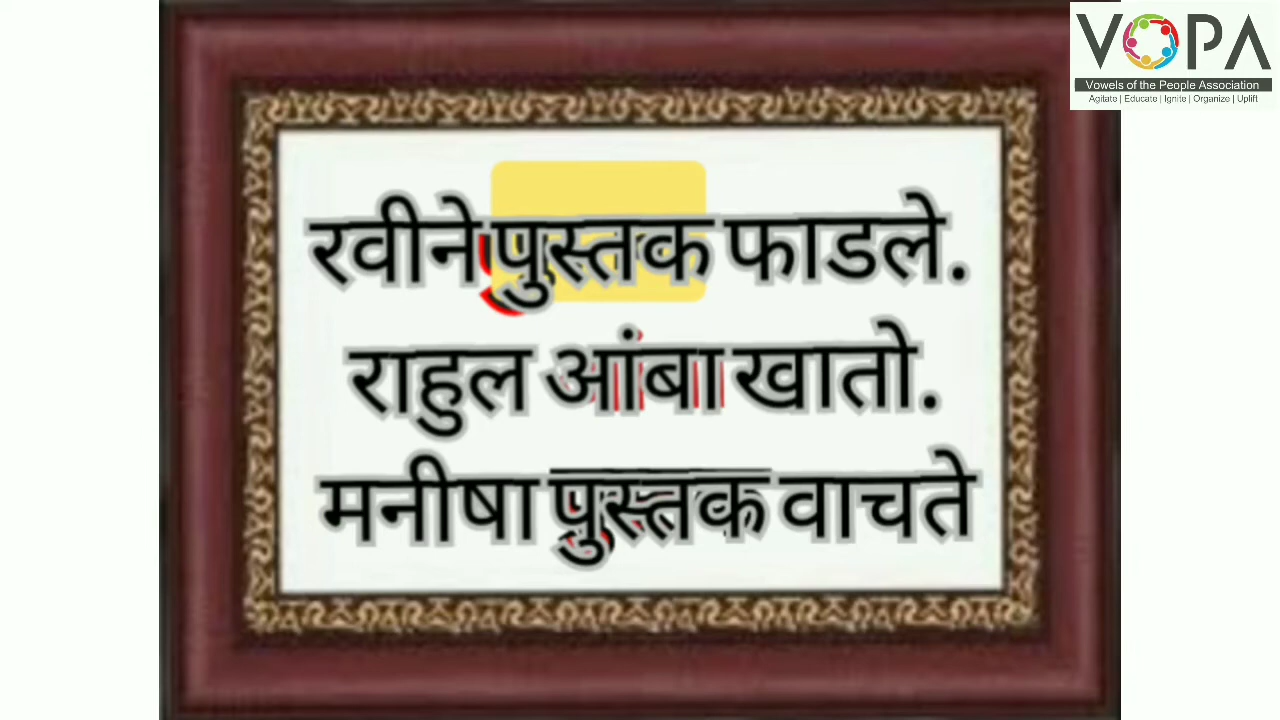 VOPA
Vowels of the People Association
Agitate | Educate | Ignite | Organize | Uplift
रवीने पुस्तक फाडले.
राहुल आंबा खातो.
मनीषा पुस्तक वाचते